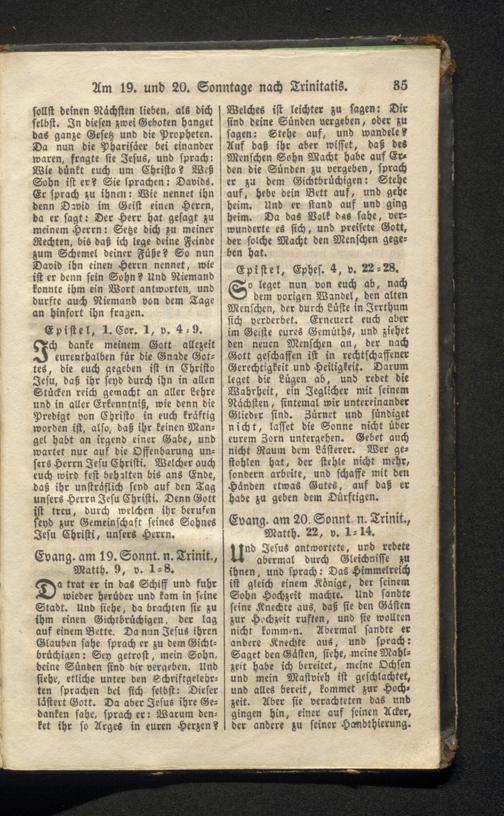 Am 19. und 20. Sonntage nach Trinitatis. 35
sollst deinen Nächsten lieben, als dich
selbst. In diesen zwei Geboten hanget
das ganze Gesetz und die Propheten.
Da nun die Pharisäer bei einander
waren, fragte sie Jesus, und sprach:
Wie dünkt euch um Christo? Weß
Sohn ist er? Sie sprachen: Davids.
Er sprach zu ihnen: Wie nennet ihn
denn David im Geist einen Herrn,
da er sagt: Der Herr hat gesagt zu
meinem Herrn: Setze dich zu meiner
Rechten, bis daß ich lege deine Feinde
zum Schemel deiner Füße? So nun
David ihn einen Herrn nennet, wie
ist er denn sein Sohn? Und Niemand
konnte ihm ein Wort antworten, und
durfte auch Niemand von dem Tage
an hinfort ihn fragen.
Epistel, 1. Cor. 1, v. 4=9.
Ich danke meinem Gott allezeit
eurenthalben für die Gnade Got=
tes, die euch gegeben ist in Christo
Jesu, daß ihr seyd durch ihn in allen
Stücken reich gemacht an aller Lehre
und in aller Erkenntniß, wie denn die
Predigt von Christo in euch kräftig
worden ist, also, daß ihr keinen Man=
gel habt an irgend einer Gabe, und
wartet nur auf die Offenbarung un=
sers Herrn Jesu Christi. Welcher auch
euch wird fest behalten bis ans Ende,
daß ihr unsträflich seyd auf den Tag
unsers Herrn Jesu Christi. Denn Gott
ist treu, durch welchen ihr berufen
seyd zur Gemeinschaft seines Sohnes
Jesu Christi, unsers Herrn.
Evang. am 19. Sonnt. n. Trinit.,
Matth. 9, v. 1=8.
Da trat er in das Schiff und fuhr
wieder herüber und kam in seine
Stadt. Und siehe, da brachten sie zu
ihm einen Gichtbrüchigen, der lag
auf einem Bette. Da nun Jesus ihren
Glauben sahe, sprach er zu dem Gicht=
brüchigen: Sey getrost, mein Sohn,
deine Sünden sind dir vergeben. Und
siehe, etliche unter den Schriftgelehr=
ten sprachen bei sich selbst: Dieser
lästert Gott. Da aber Jesus ihre Ge=
danken sahe, sprach er: Warum den=
ket ihr so Arges in euren Herzen?
Welches ist leichter zu sagen: Dir
sind deine Sünden vergeben, oder zu
sagen: Stehe auf, und wandele?
Auf daß ihr aber wisset, daß des
Menschen Sohn Macht habe auf Er=
den die Sünden zu vergeben, sprach
er zu dem Gichtbrüchigen: Stehe
auf, hebe dein Bett auf, und gehe
heim. Und er stand auf und ging
heim. Da das Volk das sahe, ver=
wunderte es sich, und preisete Gott,
der solche Macht den Menschen gege=
ben hat.
Epistel, Ephes. 4, v. 22=28.
So leget nun von euch ab, nach
dem vorigen Wandel, den alten
Menschen, der durch Lüste in Irrthum
sich verderbet. Erneuert euch aber
im Geiste eures Gemüths, und ziehet
den neuen Menschen an, der nach
Gott geschaffen ist in rechtschaffener
Gerechtigkeit und Heiligkeit. Darum
leget die Lügen ab, und redet die
Wahrheit, ein Jeglicher mit seinem
Nächsten, sintemal wir untereinander
Glieder sind. Zürnet und sündiget
nicht, lasset die Sonne nicht über
eurem Zorn untergehen. Gebet auch
nicht Raum dem Lästerer. Wer ge=
stohlen hat, der stehle nicht mehr,
sondern arbeite, und schaffe mit den
Händen etwas Gutes, auf daß er
habe zu geben dem Dürftigen.
Evang. am 20. Sonnt. n. Trinit.,
Matth. 22, v. 1=14.
Und Jesus antwortete, und redete
abermal durch Gleichnisse zu
ihnen, und sprach: Das Himmelreich
ist gleich einem Könige, der seinem
Sohn Hochzeit machte. Und sandte
seine Knechte aus, daß sie den Gästen
zur Hochzeit ruften, und sie wollten
nicht kommen. Abermal sandte er
andere Knechte aus, und sprach:
Saget den Gästen, siehe, meine Mahl=
zeit habe ich bereitet, meine Ochsen
und mein Mastvieh ist geschlachtet,
und alles bereit, kommet zur Hoch=
zeit. Aber sie verachteten das und
gingen hin, einer auf seinen Acker,
der andere zu seiner Handthierung.